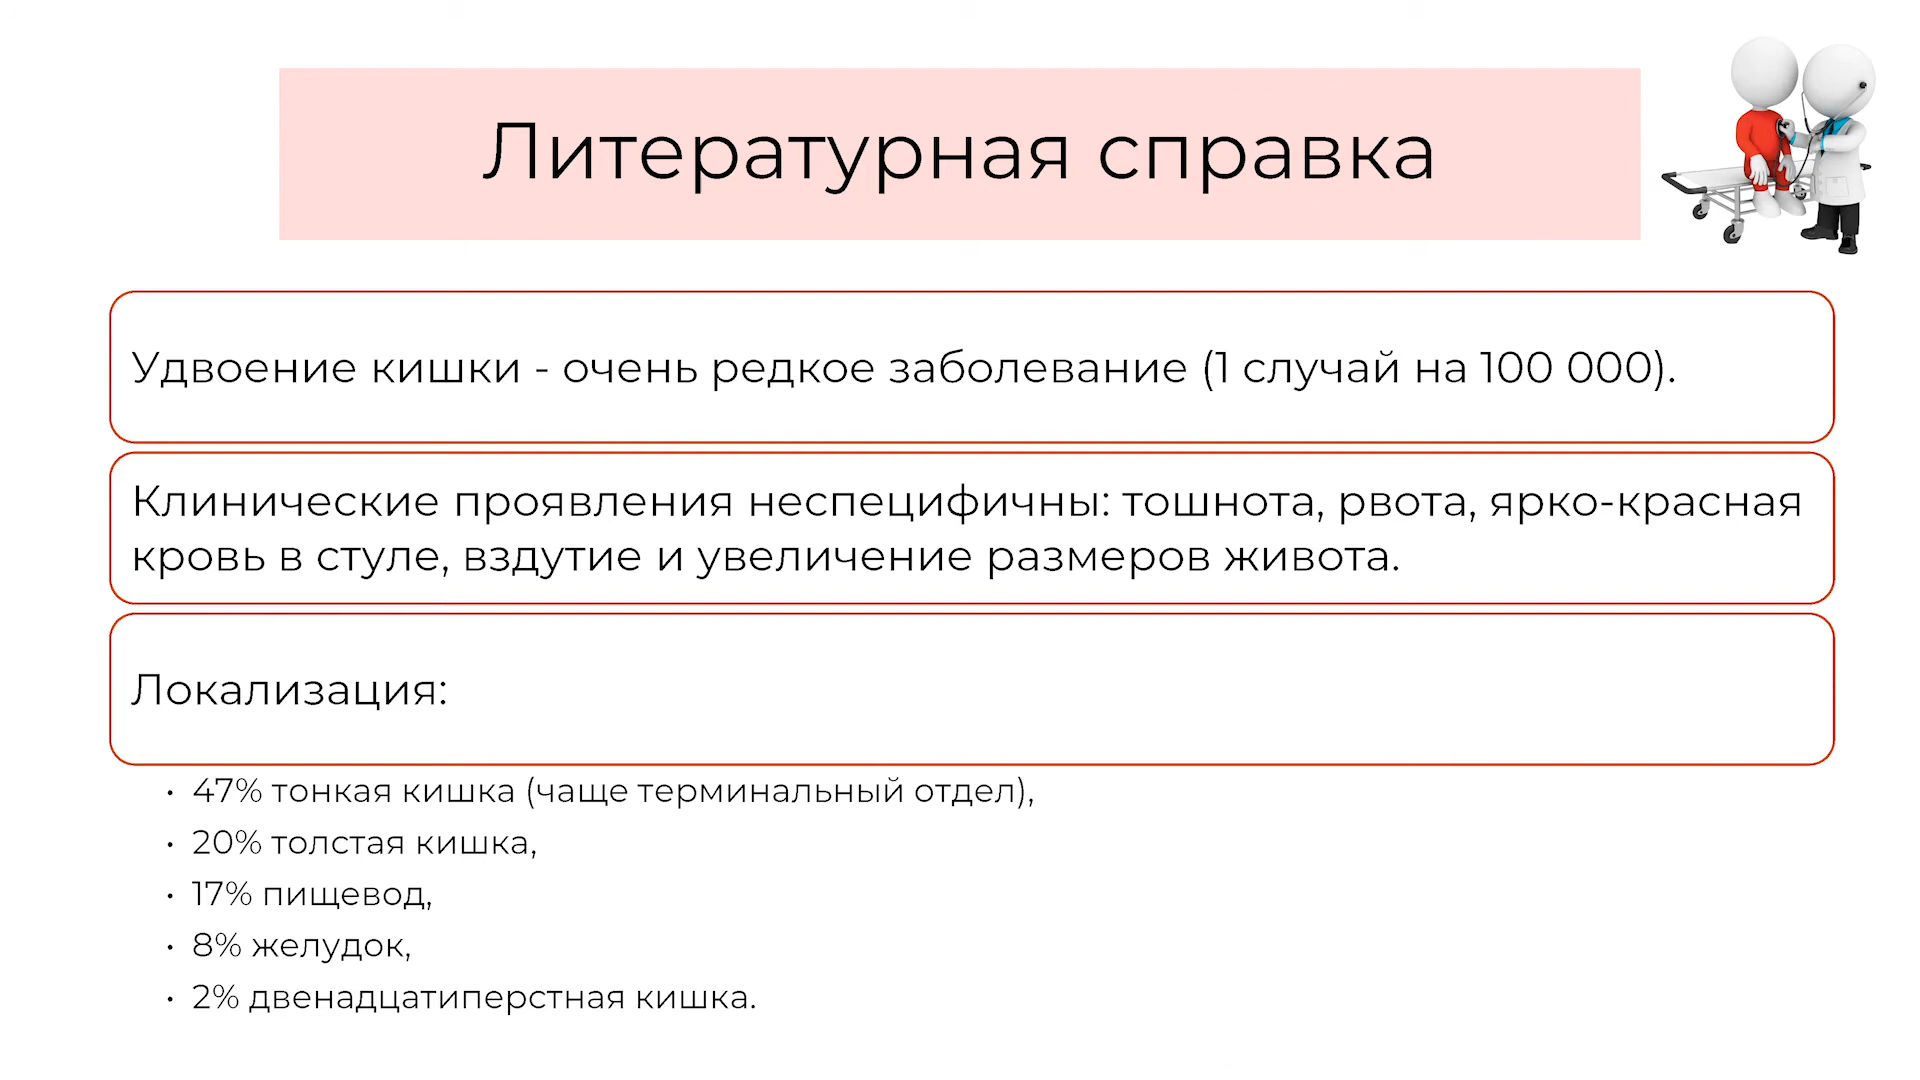 Литературная справка
Удвоение кишки - очень редкое заболевание (1 случай на 100 000).
Клинические проявления неспецифичны: тошнота, рвота, ярко-красная
кровь в стуле, вздутие и увеличение размеров живота.
Локализация:
• 47% тонкая кишка (чаще терминальный отдел),
• 20% толстая кишка,
• 17% пищевод,
• 8% желудок,
• 2% двенадцатиперстная кишка.